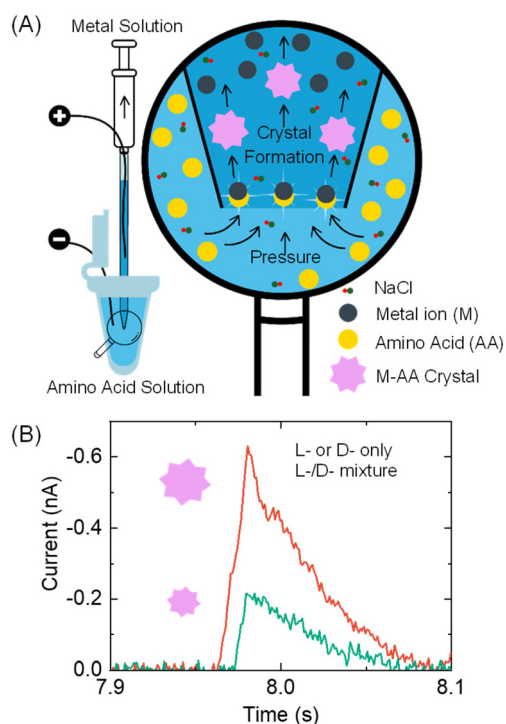 (A)
Metal Solution
+
−
Amino Acid Solution
Crystal
Formation
Pressure
NaCl
Metal ion (M)
Amino Acid (AA)
M-AA Crystal
(B)
L- or D- only
L-/D- mixture
Current (nA)
-0.6
-0.4
-0.2
0.0
7.9
8.0
8.1
Time (s)